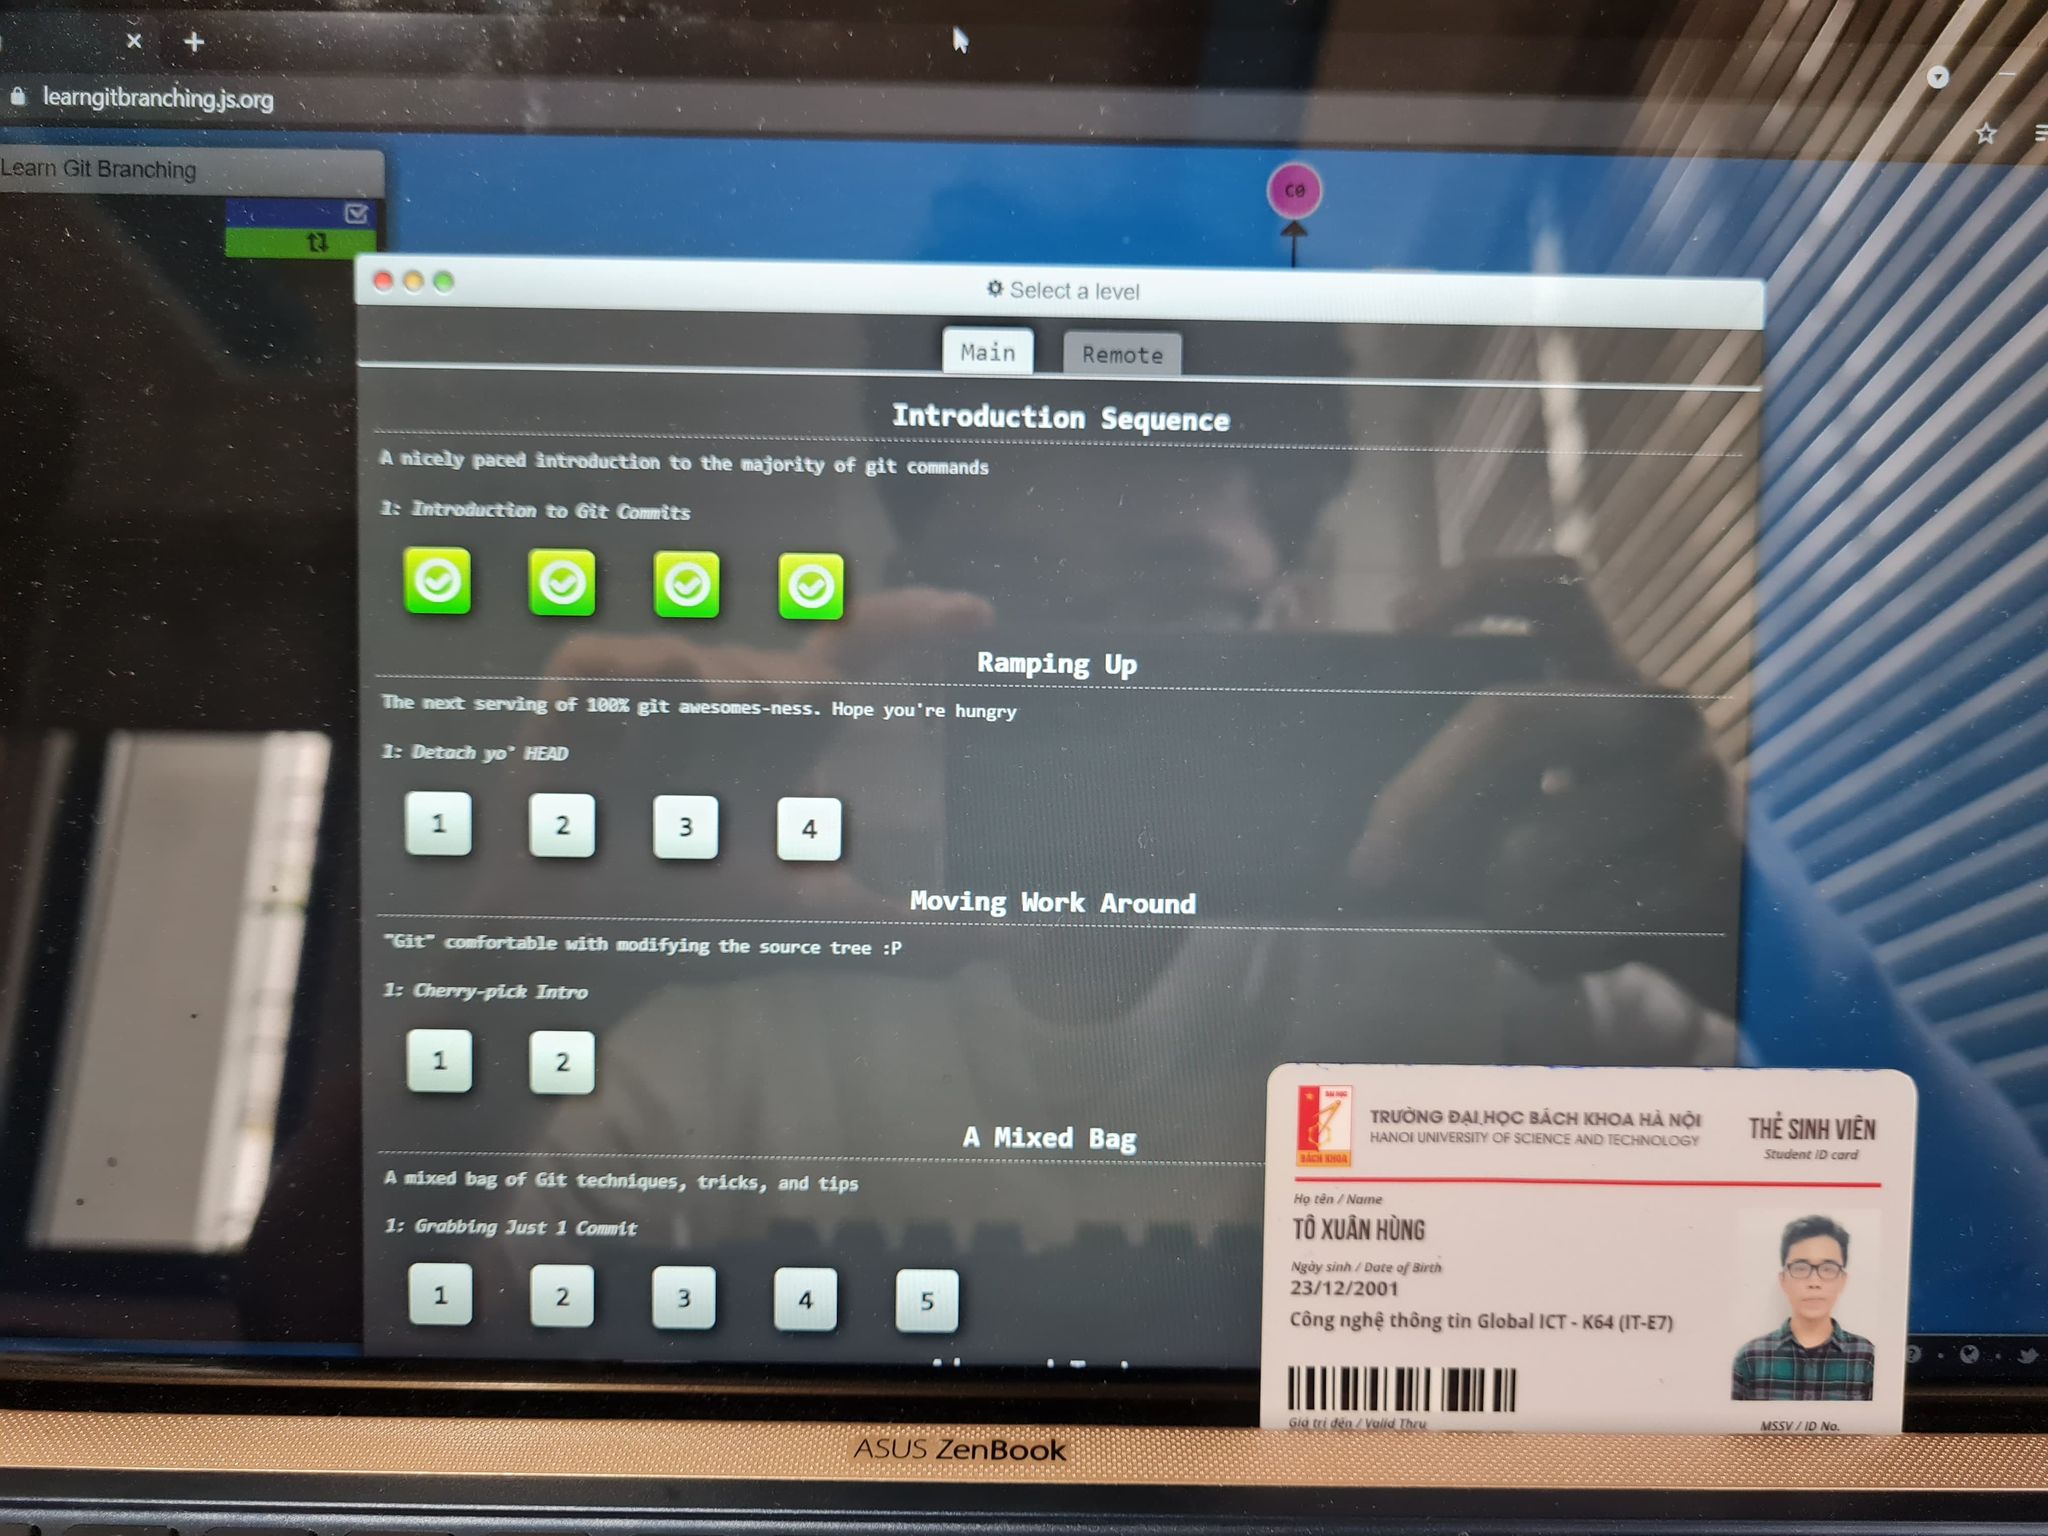 learngitbranching.js.org
Learn Git Branching
C0
Select a level
Main
Remote
Introduction Sequence
A nicely paced introduction to the majority of git commands
1: Introduction to Git Commits
Ramping Up
The next serving of 100% git awesomes-ness. Hope you're hungry
1: Detach yo' HEAD
1 2 3 4
Moving Work Around
"Git" comfortable with modifying the source tree :P
1: Cherry-pick Intro
1 2
A Mixed Bag
A mixed bag of Git techniques, tricks, and tips
1: Grabbing Just 1 Commit
1 2 3 4 5
ĐẠI HỌC
BÁCH KHOA
TRƯỜNG ĐẠI HỌC BÁCH KHOA HÀ NỘI
HANOI UNIVERSITY OF SCIENCE AND TECHNOLOGY
THẺ SINH VIÊN
Student ID card
Họ tên / Name
TÔ XUÂN HÙNG
Ngày sinh / Date of Birth
23/12/2001
Công nghệ thông tin Global ICT - K64 (IT-E7)
Giá trị đến / Valid Thru
MSSV / ID No.
ASUS ZenBook